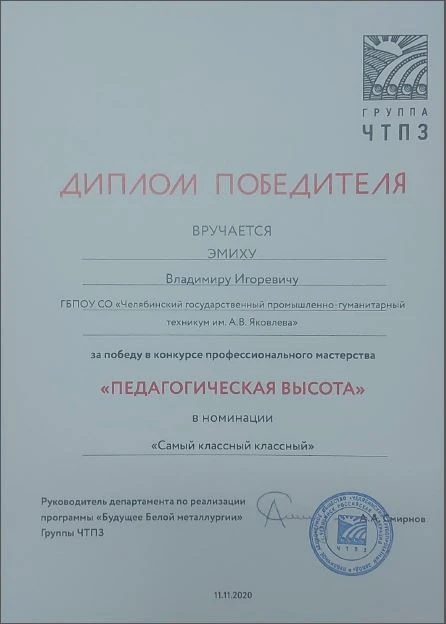 ГРУППА
ЧТПЗ
ДИПЛОМ ПОБЕДИТЕЛЯ
ВРУЧАЕТСЯ
ЭМИХУ
Владимиру Игоревичу
ГБПОУ СО «Челябинский государственный промышленно-гуманитарный
техникум им. А.В. Яковлева»
за победу в конкурсе профессионального мастерства
«ПЕДАГОГИЧЕСКАЯ ВЫСОТА»
в номинации
«Самый классный классный»
Руководитель департамента по реализации
программы «Будущее Белой металлургии»
Группы ЧТПЗ
А.А. Смирнов
ЧТПЗ
11.11.2020